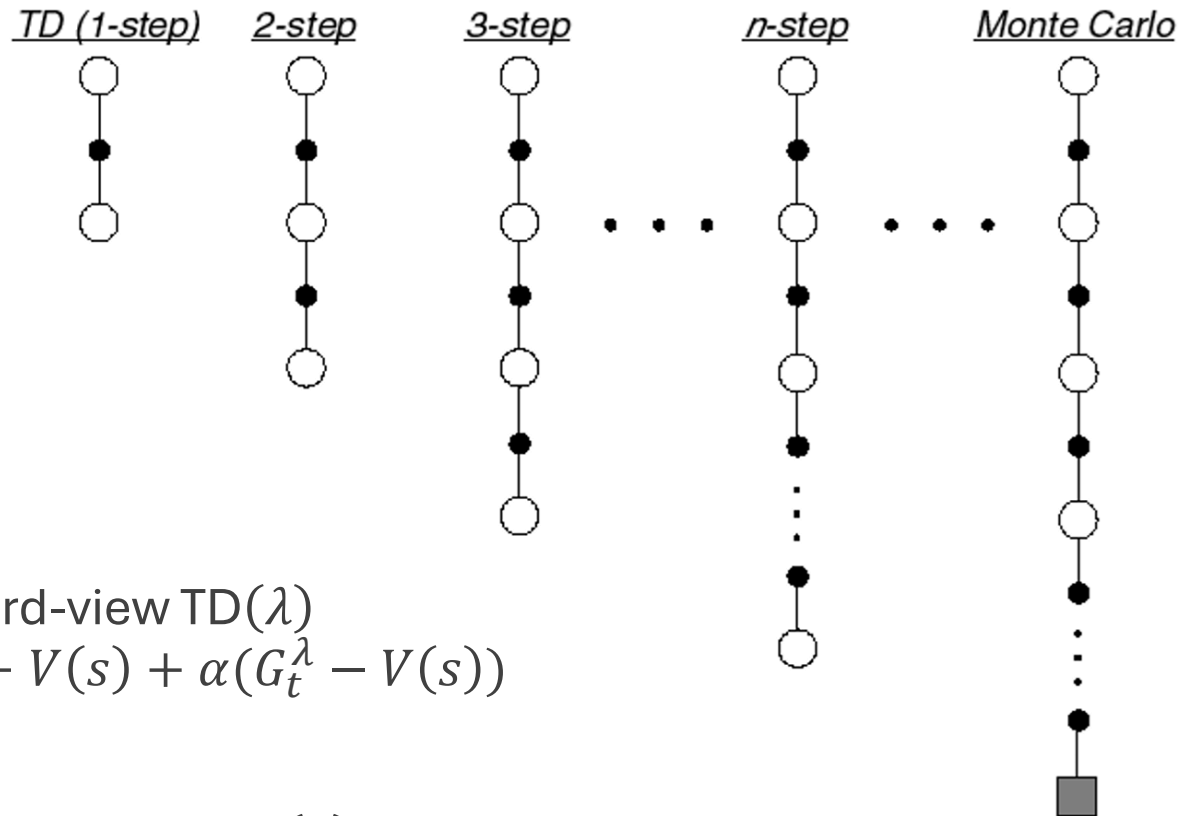 TD (1-step) 2-step 3-step n-step Monte Carlo
rd-view TD(λ)
V(s) + α(G_t^λ − V(s))